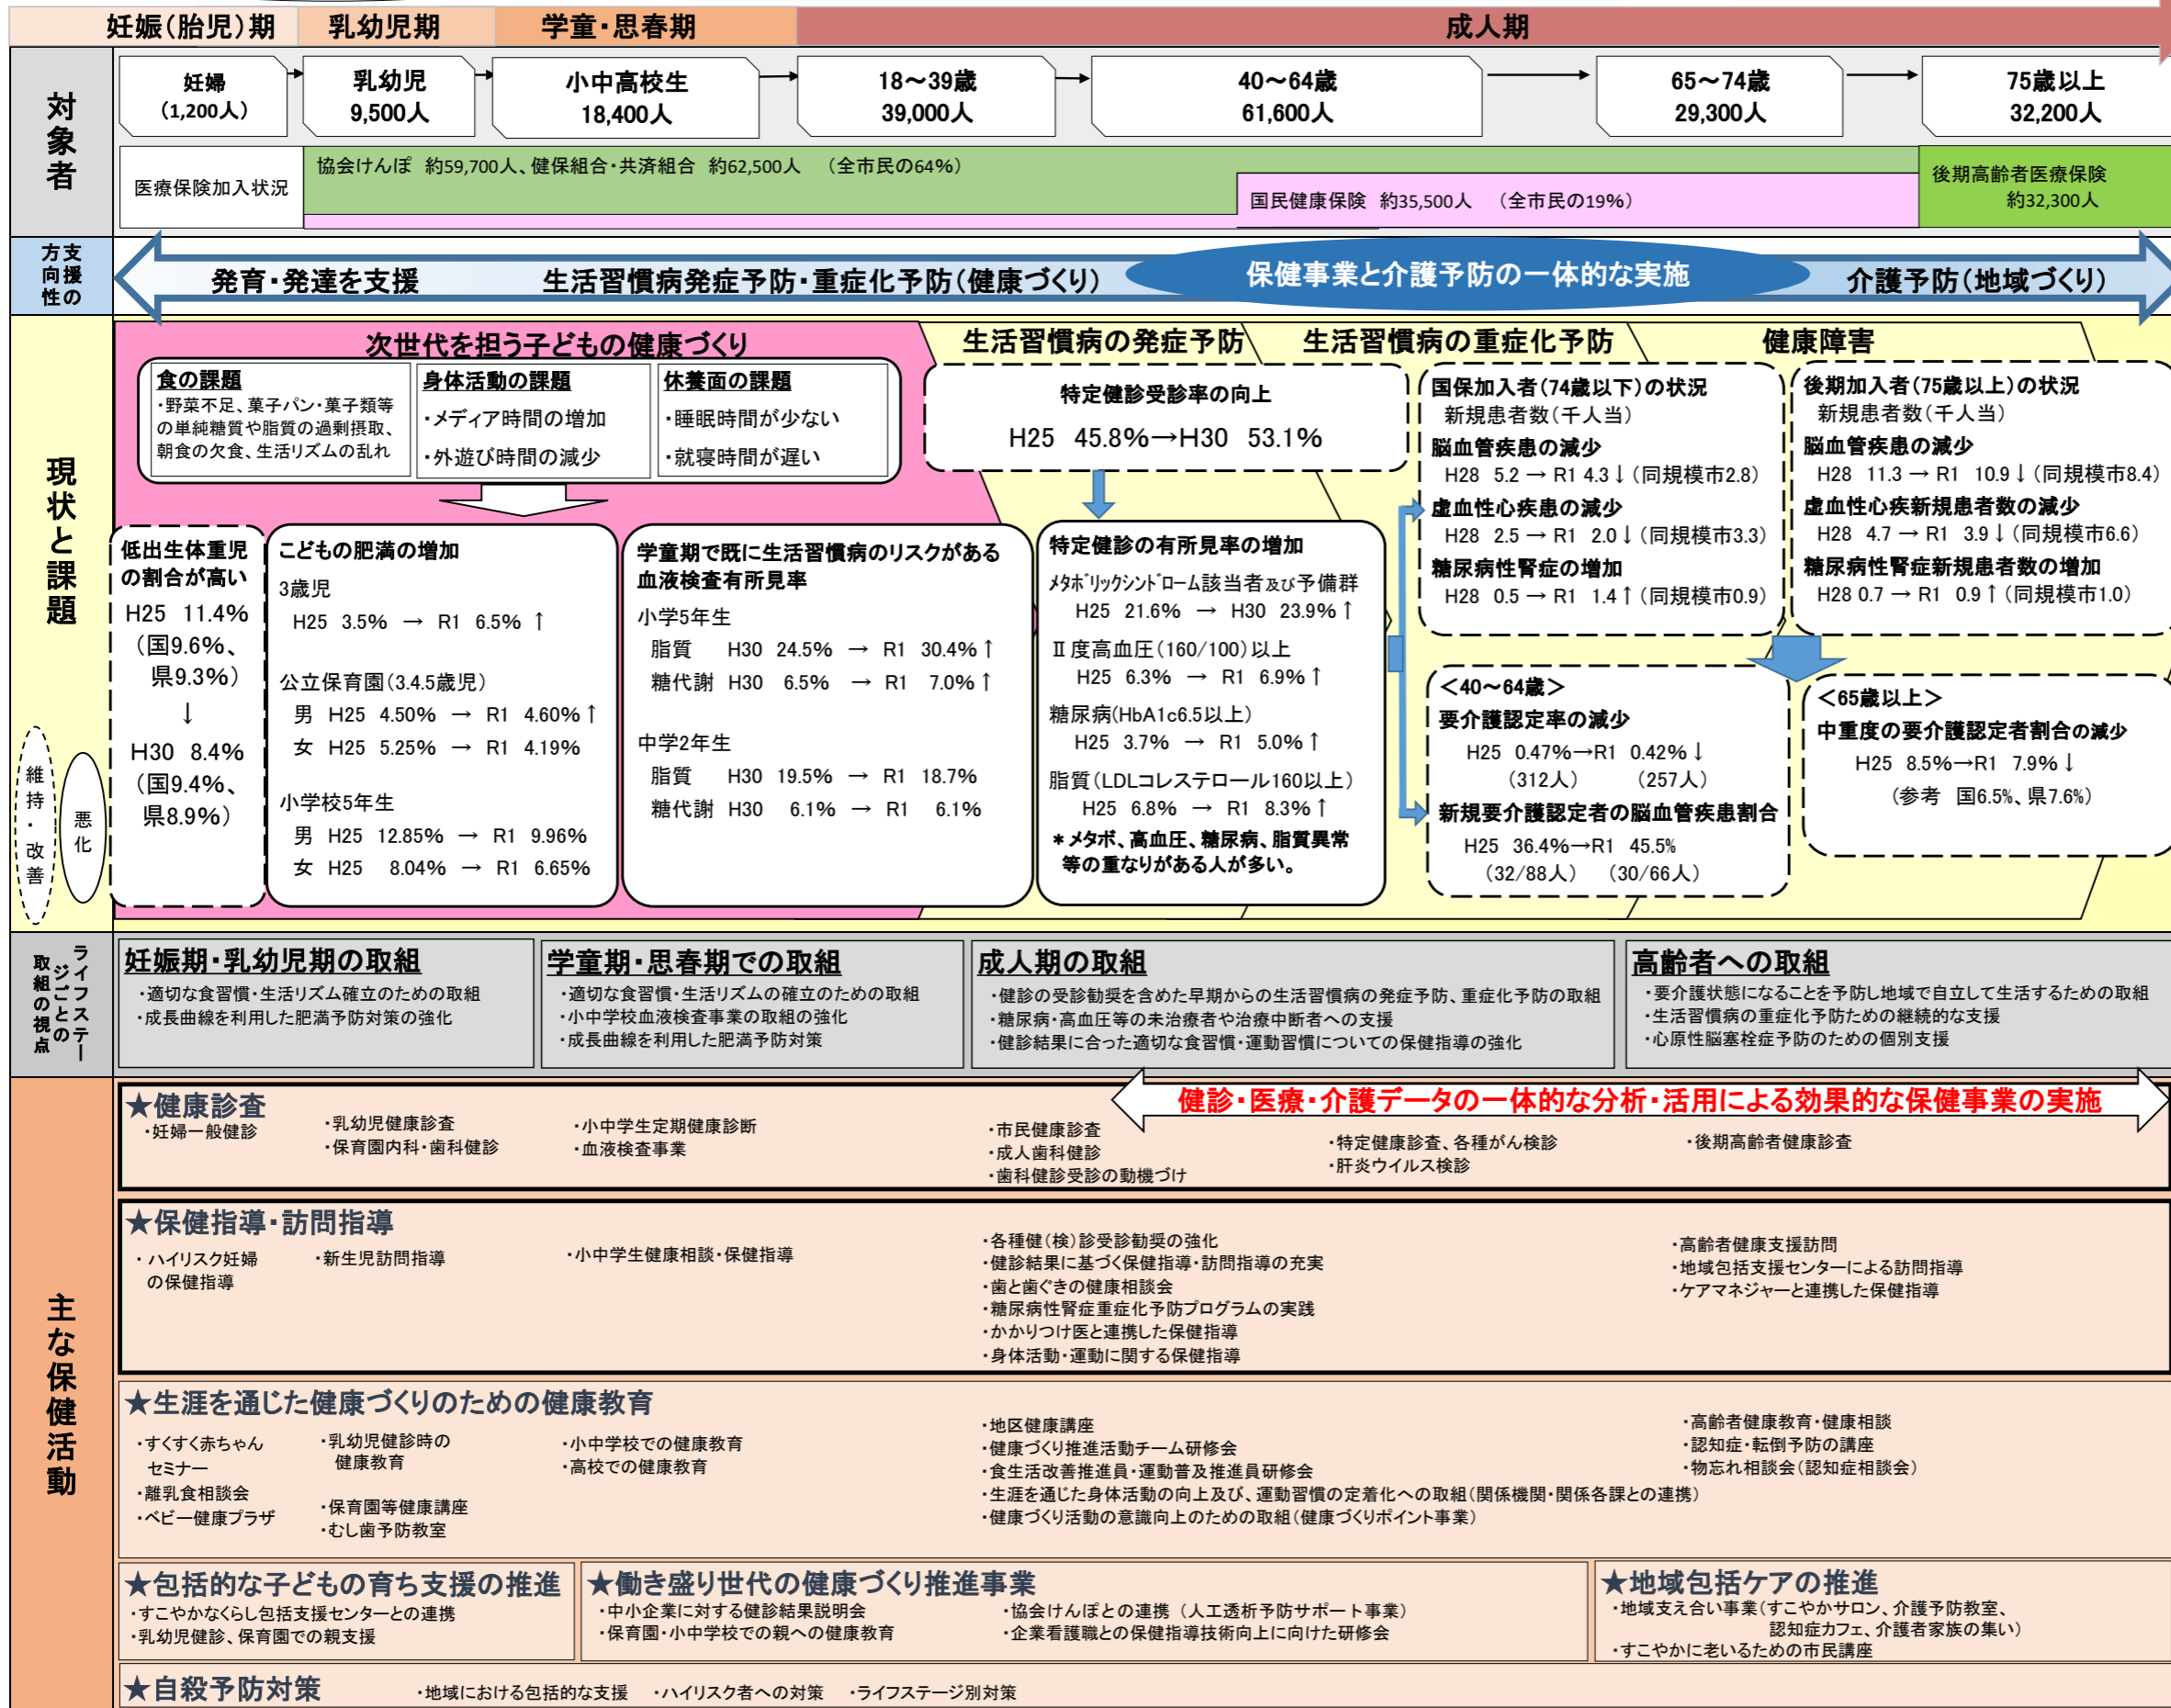 妊娠（胎児）期　乳幼児期　学童・思春期　成人期
対象者
妊婦
（1,200人）
乳幼児
9,500人
小中高校生
18,400人
18～39歳
39,000人
40～64歳
61,600人
65～74歳
29,300人
75歳以上
32,200人
医療保険加入状況
協会けんぽ 約59,700人、健保組合・共済組合 約62,500人 （全市民の64%）
国民健康保険 約35,500人 （全市民の19%）
後期高齢者医療保険
約32,300人
支援の方向性
発育・発達を支援
生活習慣病発症予防・重症化予防（健康づくり）
保健事業と介護予防の一体的な実施
介護予防（地域づくり）
現状と課題
維持・改善
悪化
次世代を担う子どもの健康づくり
生活習慣病の発症予防
生活習慣病の重症化予防
健康障害
食の課題
・野菜不足、菓子パン・菓子類等
の単純糖質や脂質の過剰摂取、
朝食の欠食、生活リズムの乱れ
身体活動の課題
・メディア時間の増加
・外遊び時間の減少
休養面の課題
・睡眠時間が少ない
・就寝時間が遅い
低出生体重児
の割合が高い
H25 11.4%
（国9.6%、
県9.3%）
↓
H30 8.4%
（国9.4%、
県8.9%）
こどもの肥満の増加
3歳児
H25 3.5% → R1 6.5% ↑
公立保育園（3.4.5歳児）
男 H25 4.50% → R1 4.60% ↑
女 H25 5.25% → R1 4.19%
小学校5年生
男 H25 12.85% → R1 9.96%
女 H25 8.04% → R1 6.65%
学童期で既に生活習慣病のリスクがある
血液検査有所見率
小学5年生
脂質 H30 24.5% → R1 30.4% ↑
糖代謝 H30 6.5% → R1 7.0% ↑
中学2年生
脂質 H30 19.5% → R1 18.7%
糖代謝 H30 6.1% → R1 6.1%
特定健診受診率の向上
H25 45.8%→H30 53.1%
特定健診の有所見率の増加
ﾒﾀﾎﾞﾘｯｸｼﾝﾄﾞﾛｰﾑ該当者及び予備群
H25 21.6% → H30 23.9% ↑
Ⅱ度高血圧（160/100）以上
H25 6.3% → R1 6.9% ↑
糖尿病(HbA1c6.5以上)
H25 3.7% → R1 5.0% ↑
脂質（LDLコレステロール160以上）
H25 6.8% → R1 8.3% ↑
＊メタボ、高血圧、糖尿病、脂質異常
等の重なりがある人が多い。
国保加入者（74歳以下）の状況
新規患者数（千人当）
脳血管疾患の減少
H28 5.2 → R1 4.3 ↓ （同規模市2.8）
虚血性心疾患の減少
H28 2.5 → R1 2.0 ↓ （同規模市3.3）
糖尿病性腎症の増加
H28 0.5 → R1 1.4 ↑ （同規模市0.9）
後期加入者（75歳以上）の状況
新規患者数（千人当）
脳血管疾患の減少
H28 11.3 → R1 10.9 ↓ （同規模市8.4）
虚血性心疾新規患者数の減少
H28 4.7 → R1 3.9 ↓ （同規模市6.6）
糖尿病性腎症新規患者数の増加
H28 0.7 → R1 0.9 ↑ （同規模市1.0）
＜40～64歳＞
要介護認定率の減少
H25 0.47%→R1 0.42% ↓
（312人） （257人）
新規要介護認定者の脳血管疾患割合
H25 36.4%→R1 45.5%
（32/88人） （30/66人）
＜65歳以上＞
中重度の要介護認定者割合の減少
H25 8.5%→R1 7.9% ↓
（参考 国6.5%、県7.6%）
ライフステージごとの取組の視点
妊娠期・乳幼児期の取組
・適切な食習慣・生活リズム確立のための取組
・成長曲線を利用した肥満予防対策の強化
学童期・思春期での取組
・適切な食習慣・生活リズムの確立のための取組
・小中学校血液検査事業の取組の強化
・成長曲線を利用した肥満予防対策
成人期の取組
・健診の受診勧奨を含めた早期からの生活習慣病の発症予防、重症化予防の取組
・糖尿病・高血圧等の未治療者や治療中断者への支援
・健診結果に合った適切な食習慣・運動習慣についての保健指導の強化
高齢者への取組
・要介護状態になることを予防し地域で自立して生活するための取組
・生活習慣病の重症化予防ための継続的な支援
・心原性脳塞栓症予防のための個別支援
主な保健活動
健診・医療・介護データの一体的な分析・活用による効果的な保健事業の実施
★健康診査
・妊婦一般健診
・乳幼児健康診査
・保育園内科・歯科健診
・小中学生定期健康診断
・血液検査事業
・市民健康診査
・成人歯科健診
・歯科健診受診の動機づけ
・特定健康診査、各種がん検診
・肝炎ウイルス検診
・後期高齢者健康診査
★保健指導・訪問指導
・ハイリスク妊婦
の保健指導
・新生児訪問指導
・小中学生健康相談・保健指導
・各種健（検）診受診勧奨の強化
・健診結果に基づく保健指導・訪問指導の充実
・歯と歯ぐきの健康相談会
・糖尿病性腎症重症化予防プログラムの実践
・かかりつけ医と連携した保健指導
・身体活動・運動に関する保健指導
・高齢者健康支援訪問
・地域包括支援センターによる訪問指導
・ケアマネジャーと連携した保健指導
★生涯を通じた健康づくりのための健康教育
・すくすく赤ちゃん
セミナー
・離乳食相談会
・ベビー健康プラザ
・乳幼児健診時の
健康教育
・保育園等健康講座
・むし歯予防教室
・小中学校での健康教育
・高校での健康教育
・地区健康講座
・健康づくり推進活動チーム研修会
・食生活改善推進員・運動普及推進員研修会
・生涯を通じた身体活動の向上及び、運動習慣の定着化への取組（関係機関・関係各課との連携）
・健康づくり活動の意識向上のための取組（健康づくりポイント事業）
・高齢者健康教育・健康相談
・認知症・転倒予防の講座
・物忘れ相談会（認知症相談会）
★包括的な子どもの育ち支援の推進
・すこやかなくらし包括支援センターとの連携
・乳幼児健診、保育園での親支援
★働き盛り世代の健康づくり推進事業
・中小企業に対する健診結果説明会
・保育園・小中学校での親への健康教育
・協会けんぽとの連携 （人工透析予防サポート事業）
・企業看護職との保健指導技術向上に向けた研修会
★地域包括ケアの推進
・地域支え合い事業（すこやかサロン、介護予防教室、
認知症カフェ、介護者家族の集い）
・すこやかに老いるための市民講座
★自殺予防対策
・地域における包括的な支援 ・ハイリスク者への対策 ・ライフステージ別対策